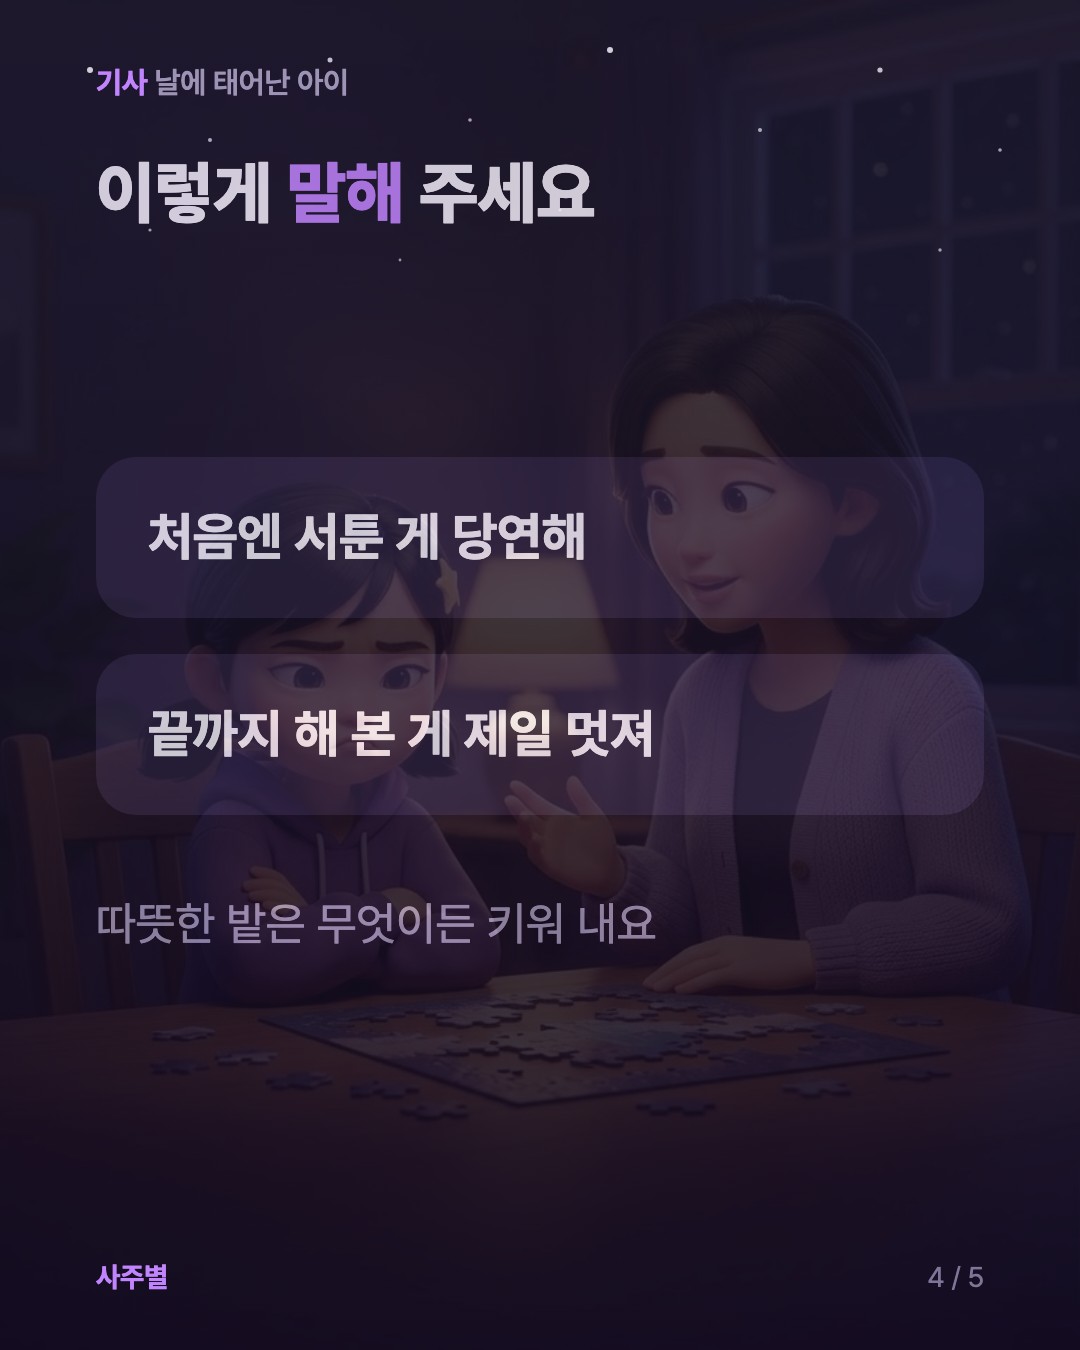 기사 날에 태어난 아이
이렇게 말해 주세요
처음엔 서툰 게 당연해
끝까지 해 본 게 제일 멋져
따뜻한 밭은 무엇이든 키워 내요
사주별
4 / 5